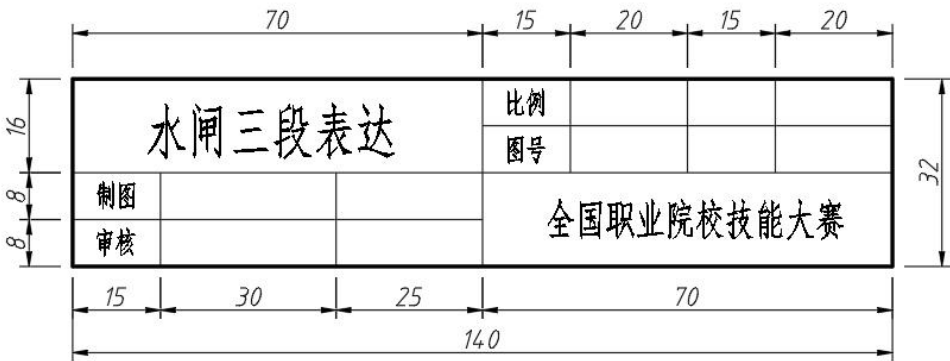 70 15 20 15 20
水闸三段表达
比例
图号
16
8
8
32
制图
审核
全国职业院校技能大赛
15 30 25 70
140